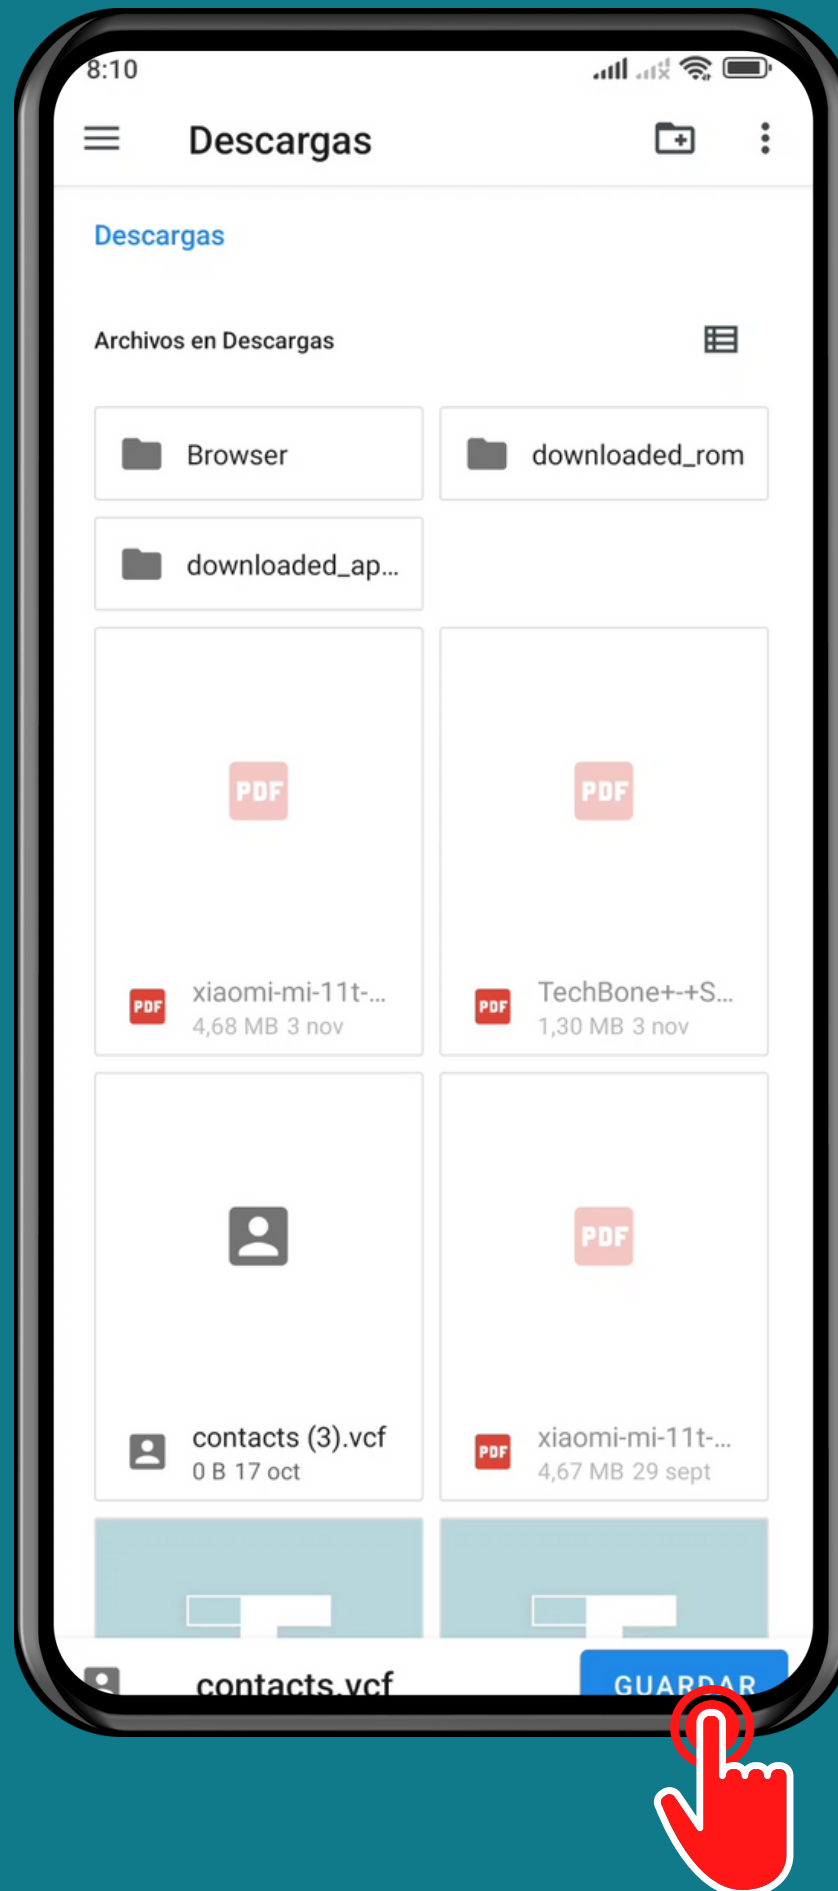 8:10
Descargas
Descargas
Archivos en Descargas
Browser
downloaded_rom
downloaded_ap...
PDF
PDF
PDF
xiaomi-mi-11t-...
4,68 MB 3 nov
PDF
TechBone+-+S...
1,30 MB 3 nov
PDF
contacts (3).vcf
0 B 17 oct
PDF
xiaomi-mi-11t-...
4,67 MB 29 sept
contacts.vcf
GUARDAR